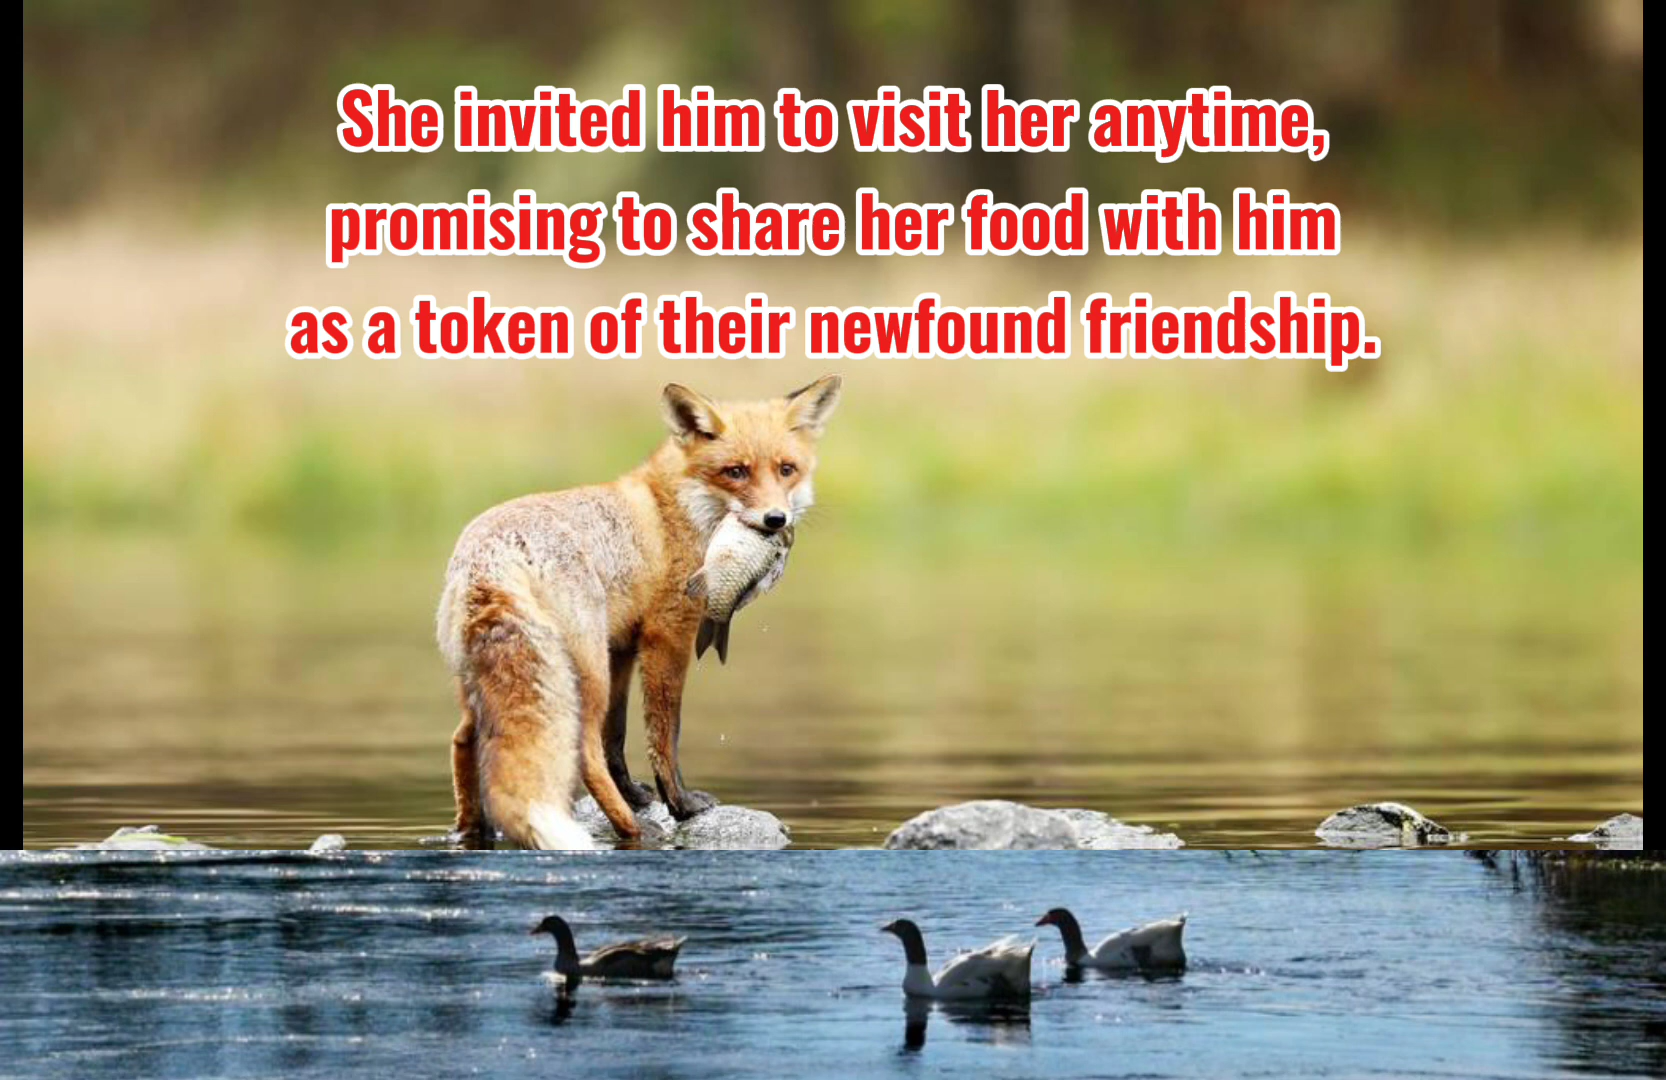 She invited him to visit her anytime,
promising to share her food with him
as a token of their newfound friendship.